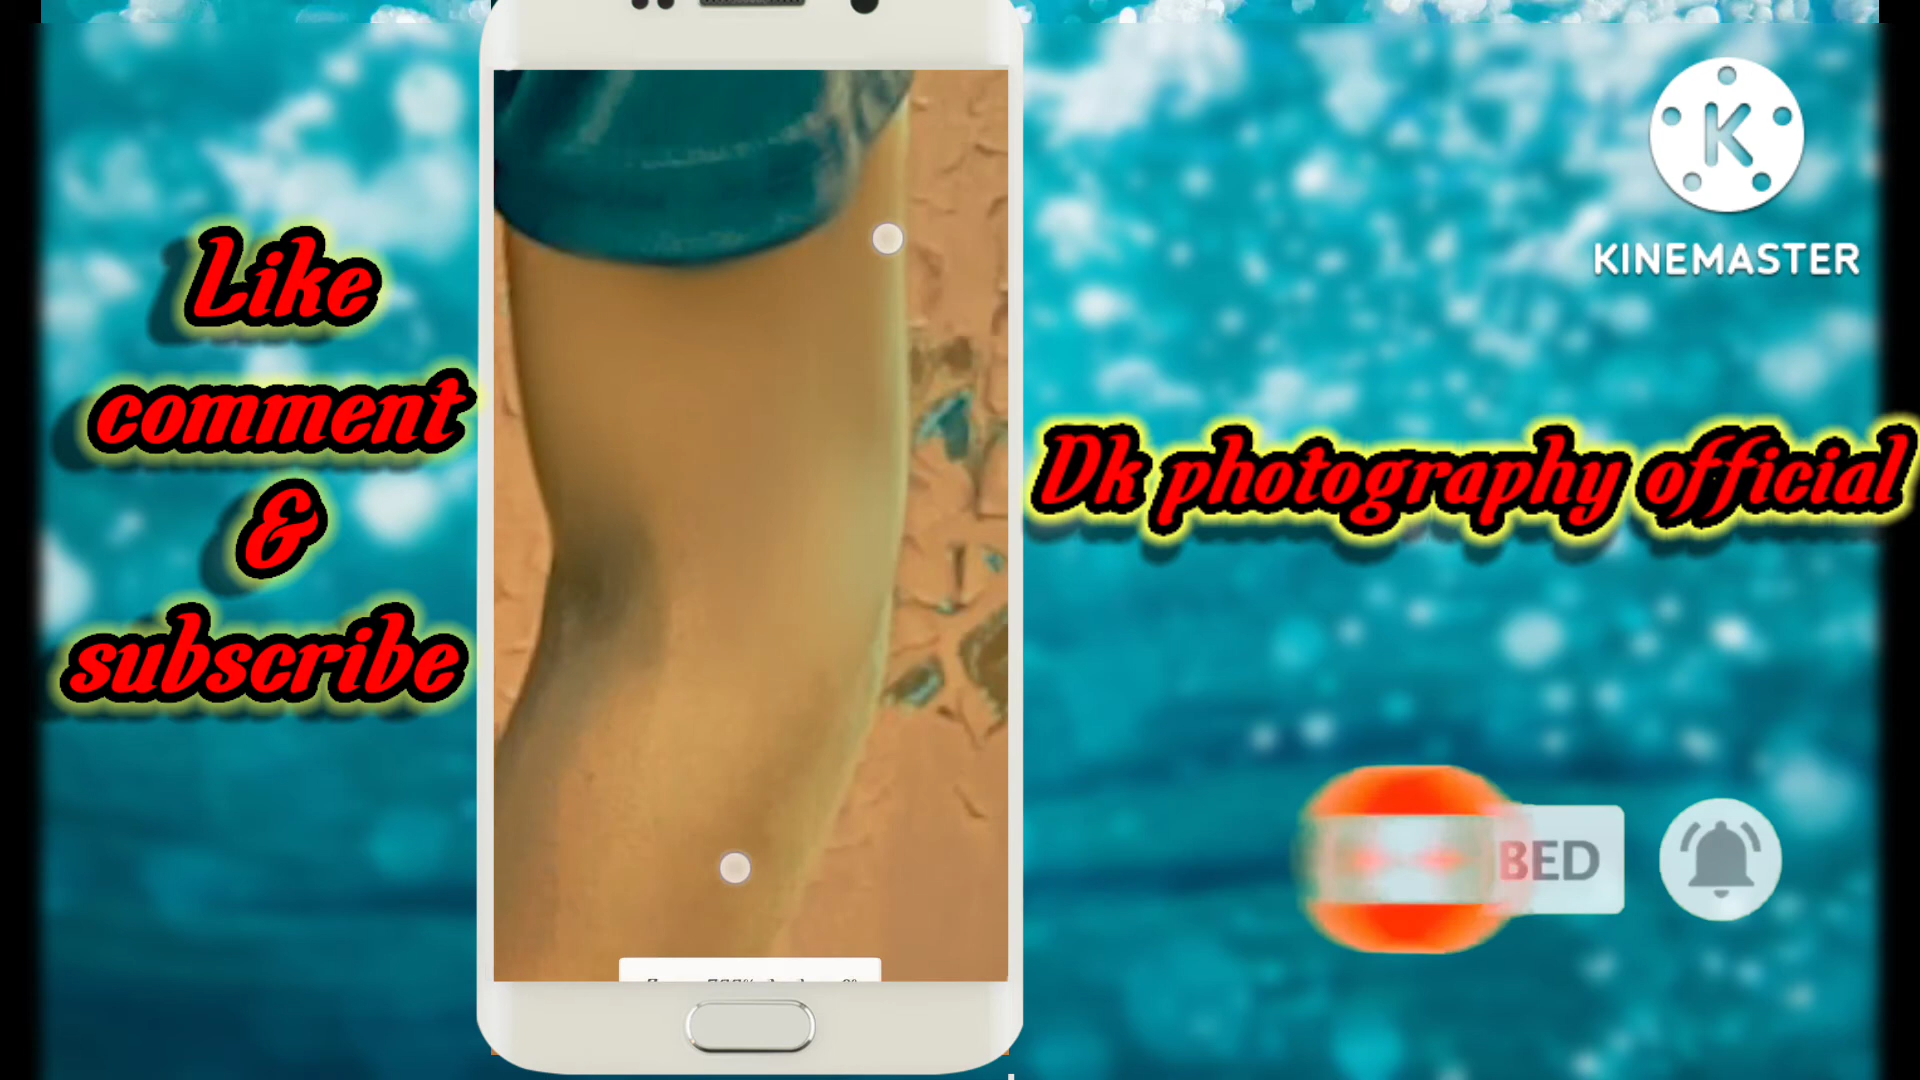 Like
comment
&
subscribe
KINEMASTER
Dk photography official
BED